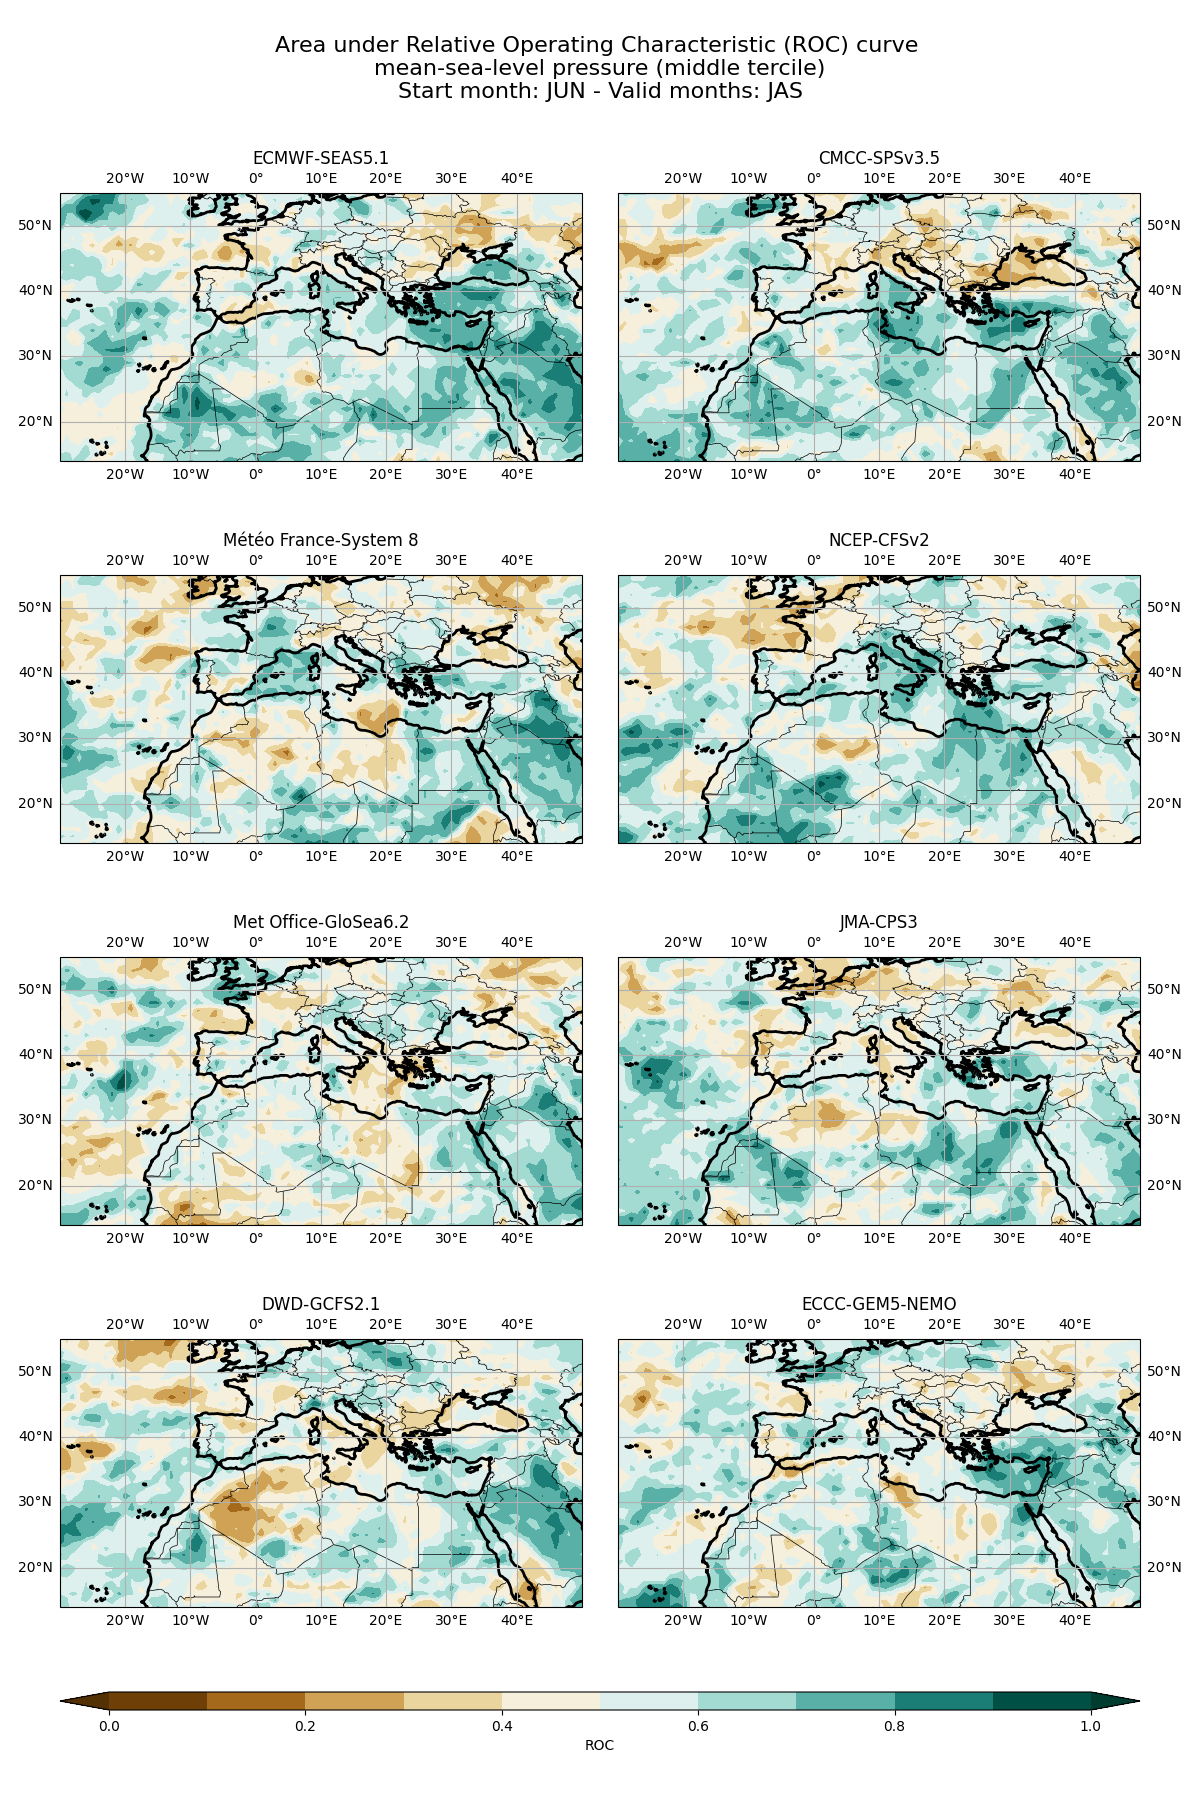 Area under Relative Operating Characteristic (ROC) curve
mean-sea-level pressure (middle tercile)
Start month: JUN - Valid months: JAS
ECMWF-SEAS5.1
CMCC-SPSv3.5
20°W 10°W 0° 10°E 20°E 30°E 40°E
20°W 10°W 0° 10°E 20°E 30°E 40°E
50°N 50°N
40°N 40°N
30°N 30°N
20°N 20°N
20°W 10°W 0° 10°E 20°E 30°E 40°E
20°W 10°W 0° 10°E 20°E 30°E 40°E
Météo France-System 8
NCEP-CFSv2
20°W 10°W 0° 10°E 20°E 30°E 40°E
20°W 10°W 0° 10°E 20°E 30°E 40°E
50°N 50°N
40°N 40°N
30°N 30°N
20°N 20°N
20°W 10°W 0° 10°E 20°E 30°E 40°E
20°W 10°W 0° 10°E 20°E 30°E 40°E
Met Office-GloSea6.2
JMA-CPS3
20°W 10°W 0° 10°E 20°E 30°E 40°E
20°W 10°W 0° 10°E 20°E 30°E 40°E
50°N 50°N
40°N 40°N
30°N 30°N
20°N 20°N
20°W 10°W 0° 10°E 20°E 30°E 40°E
20°W 10°W 0° 10°E 20°E 30°E 40°E
DWD-GCFS2.1
ECCC-GEM5-NEMO
20°W 10°W 0° 10°E 20°E 30°E 40°E
20°W 10°W 0° 10°E 20°E 30°E 40°E
50°N 50°N
40°N 40°N
30°N 30°N
20°N 20°N
20°W 10°W 0° 10°E 20°E 30°E 40°E
20°W 10°W 0° 10°E 20°E 30°E 40°E
0.0 0.2 0.4 0.6 0.8 1.0
ROC